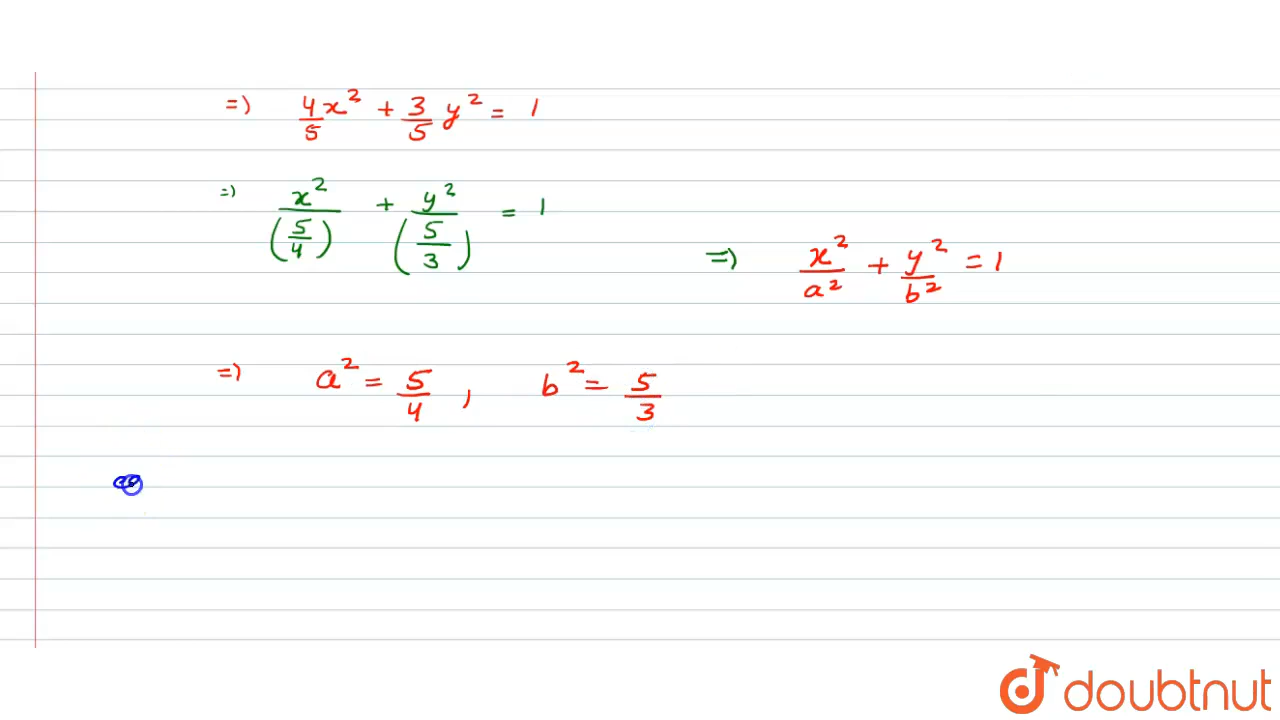 =) 4/5 x² + 3/5 y² = 1
=) x²/(5/4) + y²/(5/3) = 1
=) x²/a² + y²/b² = 1
=) a² = 5/4 , b² = 5/3
doubtnut